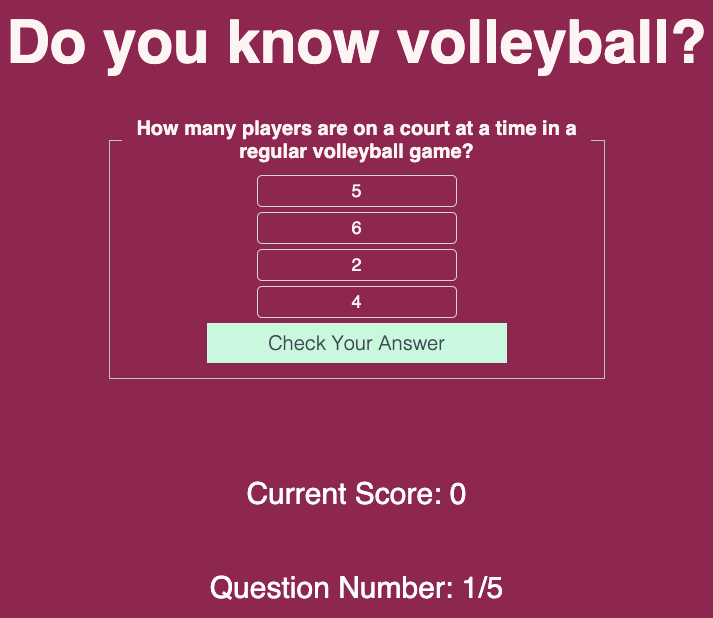 Do you know volleyball?
How many players are on a court at a time in a
regular volleyball game?
5
6
2
4
Check Your Answer
Current Score: 0
Question Number: 1/5